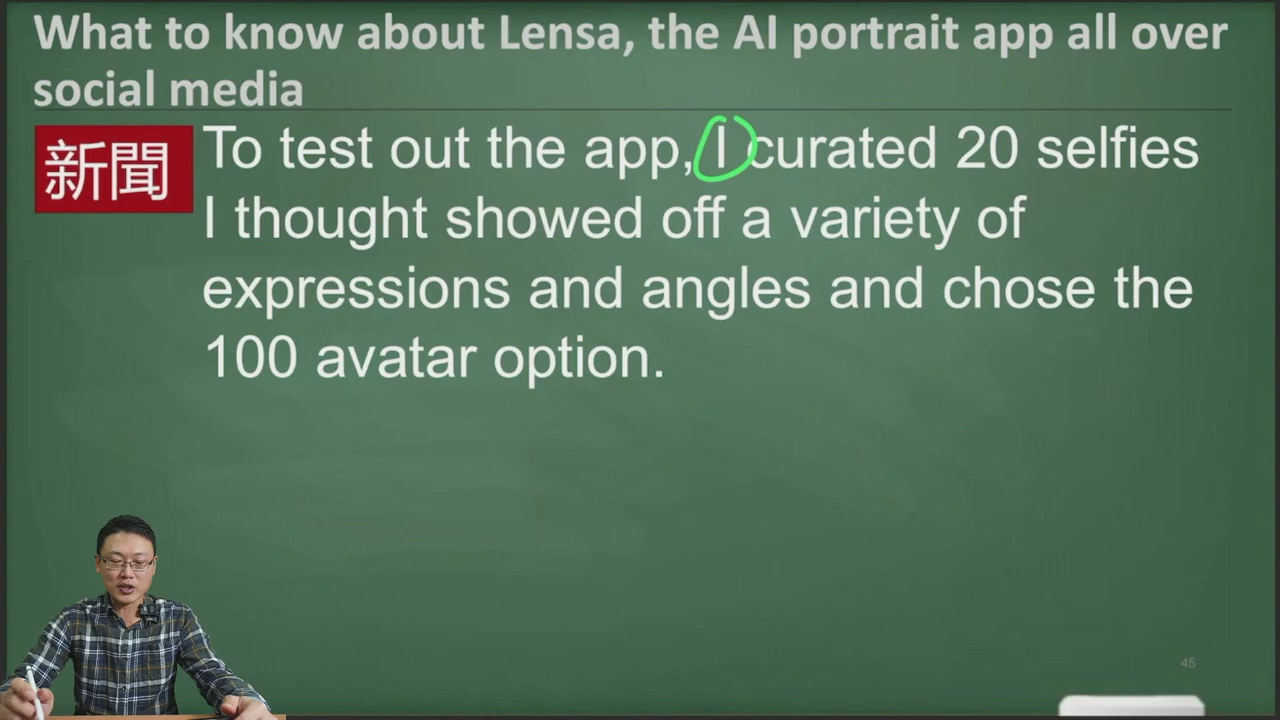 What to know about Lensa, the AI portrait app all over
social media
新聞
To test out the app, I curated 20 selfies
I thought showed off a variety of
expressions and angles and chose the
100 avatar option.
45